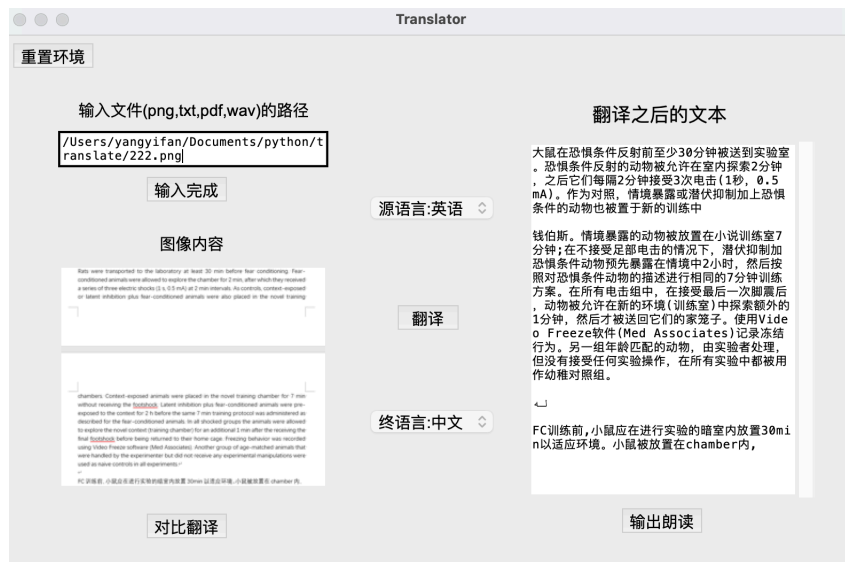 Translator
重置环境
输入文件(png,txt,pdf,wav)的路径
/Users/yangyifan/Documents/python/t
ranslate/222.png
输入完成
图像内容
Rats were transported to the laboratory at least 30 min before fear conditioning. Fear-
conditioned animals were allowed to explore the chamber for 2 min, after which they received
a series of three electric shocks (1 s, 0.5 mA) at 2 min intervals. As controls, context-exposed
or latent inhibition plus fear-conditioned animals were also placed in the novel training
chambers. Context-exposed animals were placed in the novel training chamber for 7 min
without receiving the footshock. Latent inhibition plus fear-conditioned animals were pre-
exposed to the context for 2 h before the same 7 min training protocol was administered as
described for the fear-conditioned animals. In all shocked groups the animals were allowed
to explore the novel context (training chamber) for an additional 1 min after the receiving the
final footshock before being returned to their home cage. Freezing behavior was recorded
using Video Freeze software (Med Associates). Another group of age-matched animals that
were handled by the experimenter but did not receive any experimental manipulations were
used as naive controls in all experiments.↵
↵
FC 训练前,小鼠应在进行实验的暗室内放置 30min 以适应环境。小鼠被放置在 chamber 内,
对比翻译
源语言:英语
翻译
终语言:中文
翻译之后的文本
大鼠在恐惧条件反射前至少30分钟被送到实验室
。恐惧条件反射的动物被允许在室内探索2分钟
，之后它们每隔2分钟接受3次电击(1秒，0.5
mA)。作为对照，情境暴露或潜伏抑制加上恐惧
条件的动物也被置于新的训练中
钱伯斯。情境暴露的动物被放置在小说训练室7
分钟;在不接受足部电击的情况下，潜伏抑制加
恐惧条件动物预先暴露在情境中2小时，然后按
照对恐惧条件动物的描述进行相同的7分钟训练
方案。在所有电击组中，在接受最后一次脚震后
，动物被允许在新的环境(训练室)中探索额外的
1分钟，然后才被送回它们的家笼子。使用Vide
o Freeze软件(Med Associates)记录冻结
行为。另一组年龄匹配的动物，由实验者处理，
但没有接受任何实验操作，在所有实验中都被用
作幼稚对照组。
↵
FC训练前,小鼠应在进行实验的暗室内放置30mi
n以适应环境。小鼠被放置在chamber内,
输出朗读